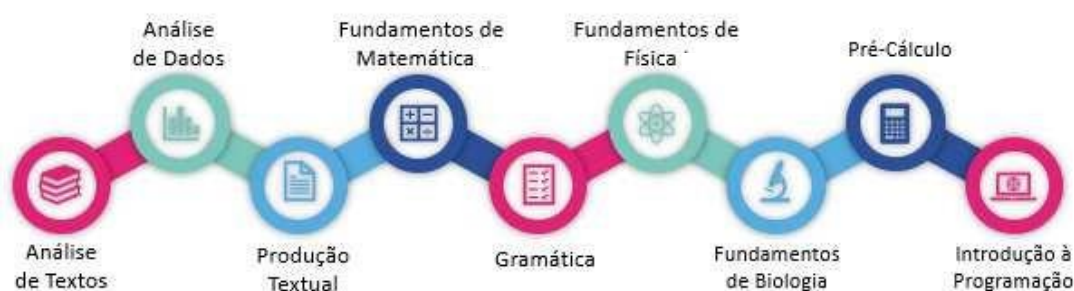 Análise
de Dados
Fundamentos de
Matemática
Fundamentos de
Física
Pré-Cálculo
Análise
de Textos
Produção
Textual
Gramática
Fundamentos
de Biologia
Introdução à
Programação